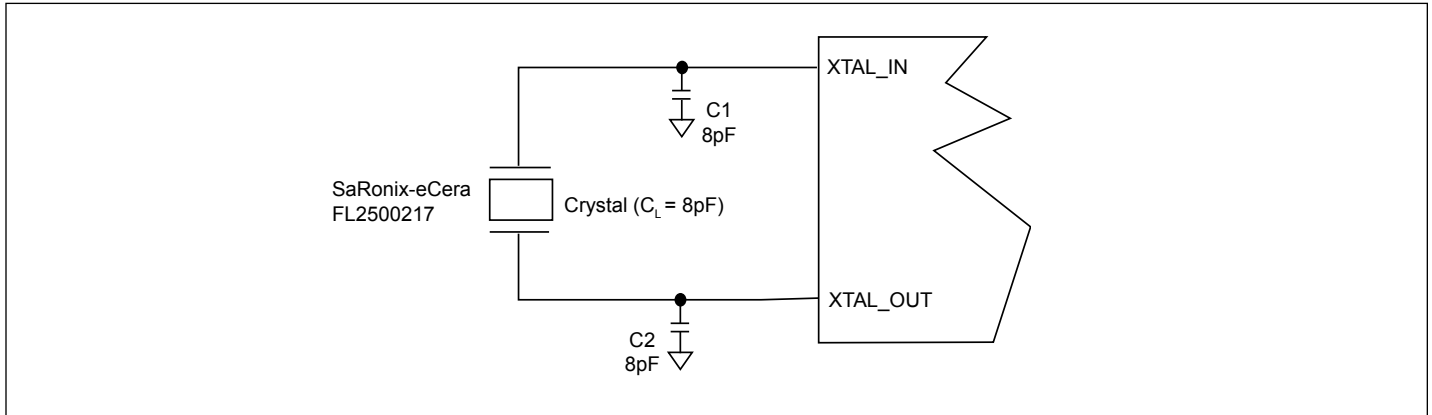 XTAL_IN
C1
8pF
SaRonix-eCera
FL2500217
Crystal (CL = 8pF)
XTAL_OUT
C2
8pF